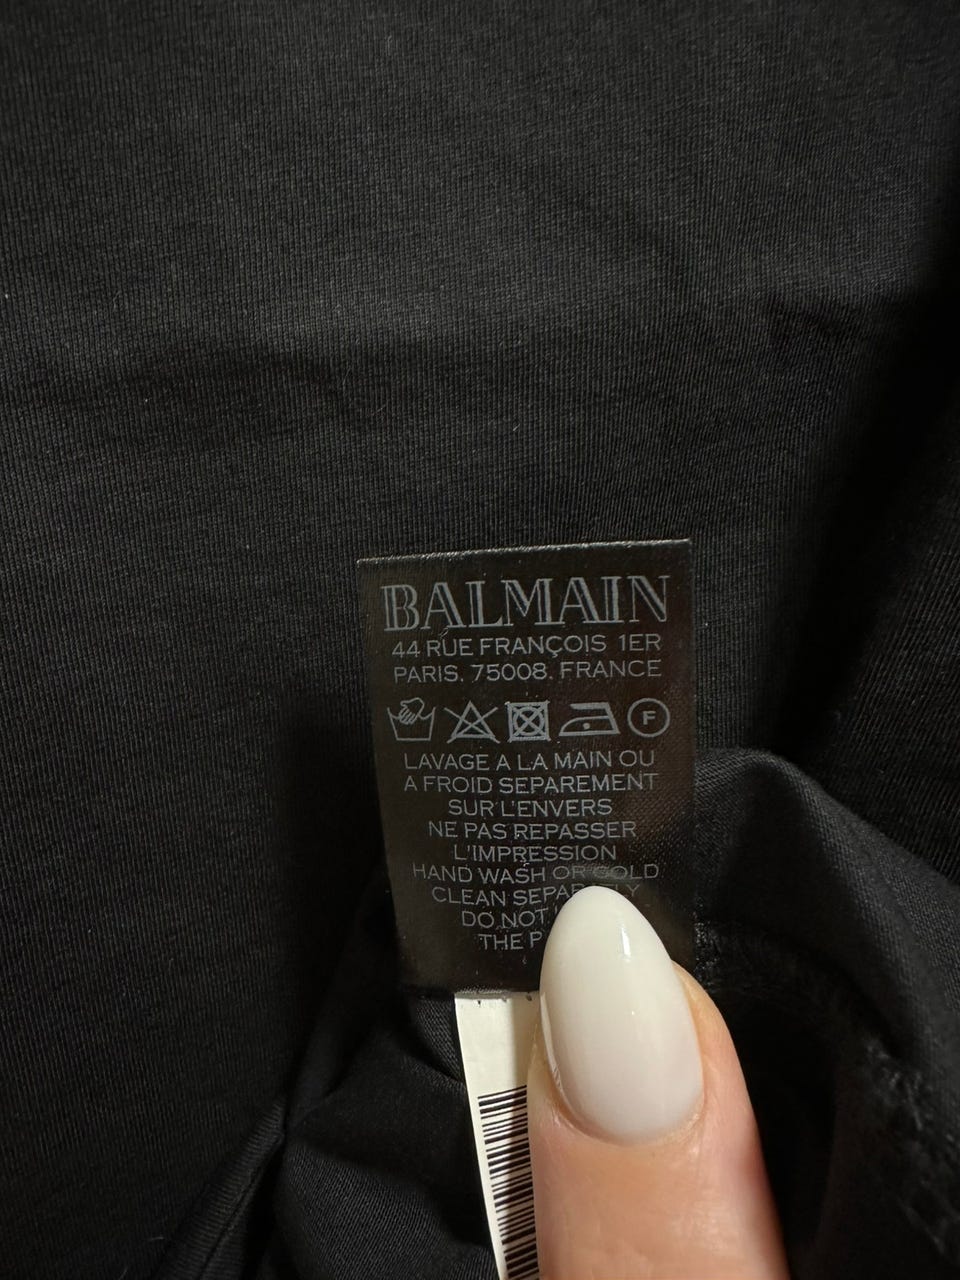 BALMAIN
44 RUE FRANÇOIS 1ER
PARIS. 75008. FRANCE
F
LAVAGE A LA MAIN OU
A FROID SEPAREMENT
SUR L'ENVERS
NE PAS REPASSER
L'IMPRESSION
HAND WASH OR COLD
CLEAN
DO NOT
THE